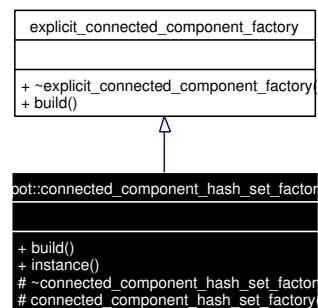 explicit_connected_component_factory
+ ~explicit_connected_component_factory(
+ build()
pot::connected_component_hash_set_factor
+ build()
+ instance()
# ~connected_component_hash_set_factor
# connected_component_hash_set_factory(